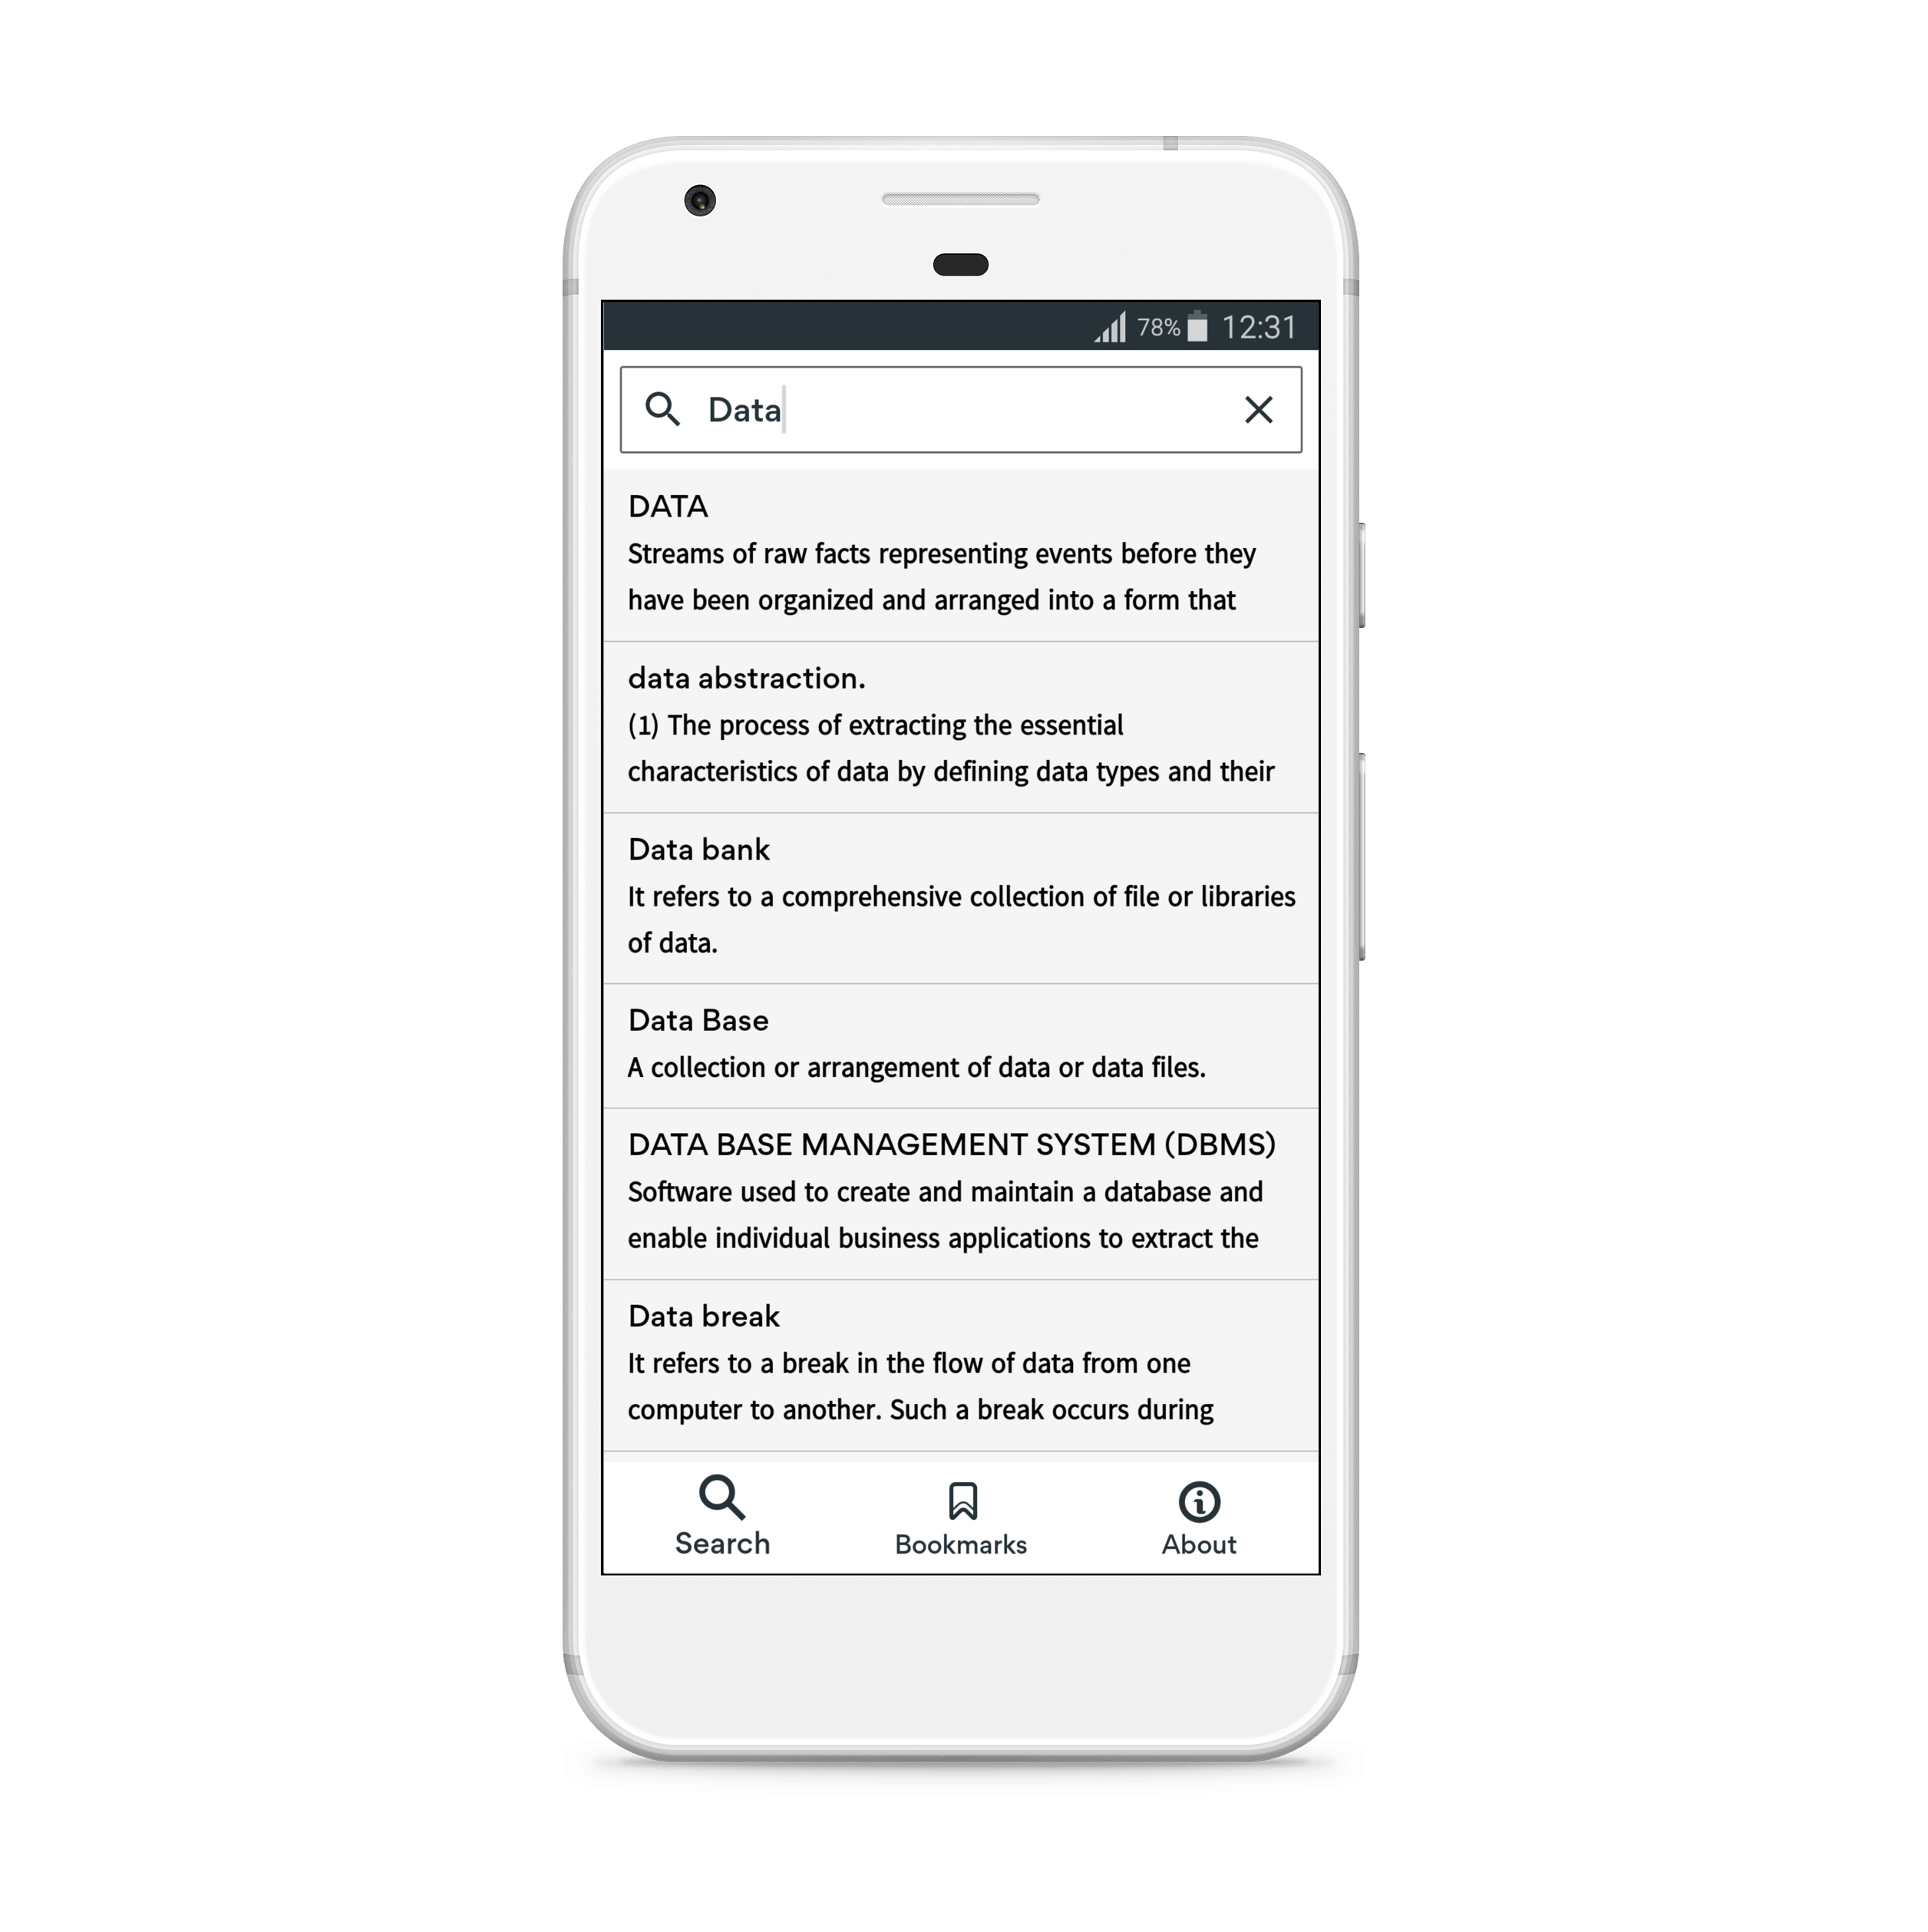 78% 12:31
Data
DATA
Streams of raw facts representing events before they
have been organized and arranged into a form that
data abstraction.
(1) The process of extracting the essential
characteristics of data by defining data types and their
Data bank
It refers to a comprehensive collection of file or libraries
of data.
Data Base
A collection or arrangement of data or data files.
DATA BASE MANAGEMENT SYSTEM (DBMS)
Software used to create and maintain a database and
enable individual business applications to extract the
Data break
It refers to a break in the flow of data from one
computer to another. Such a break occurs during
Search Bookmarks About